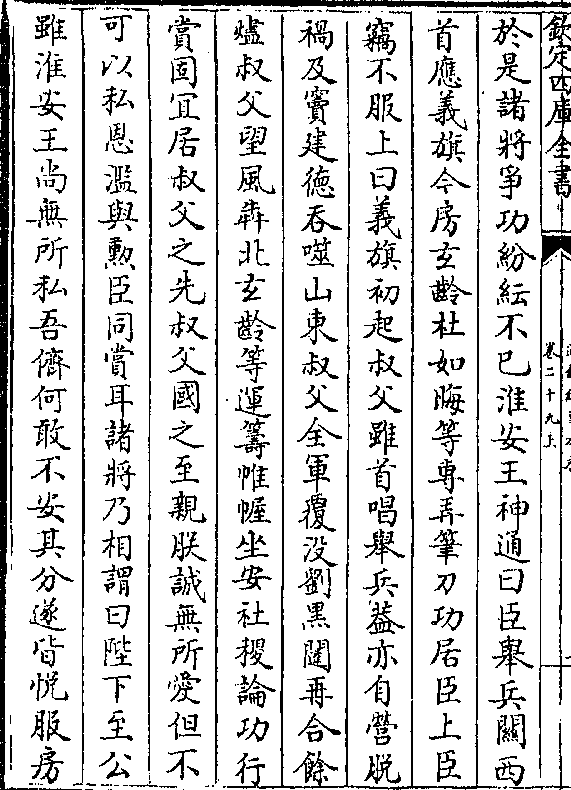 欽定四庫全書
卷二十九上
於是諸將爭功紛紜不已淮安王神通曰臣舉兵關西
首應義旗今房玄齡杜如晦等專弄筆刀功居臣上臣
竊不服上曰義旗初起叔父雖首唱舉兵葢亦自營脫
禍及竇建德吞噬山東叔父全軍覆没劉黒闥再合餘
燼叔父望風犇北玄齡等運籌帷幄坐安社稷論功行
賞固宜居叔父之先叔父國之至親朕誠無所愛但不
可以私恩濫與勲臣同賞耳諸將乃相謂曰陛下至公
雖淮安王尚無所私吾儕何敢不安其分遂皆悦服房